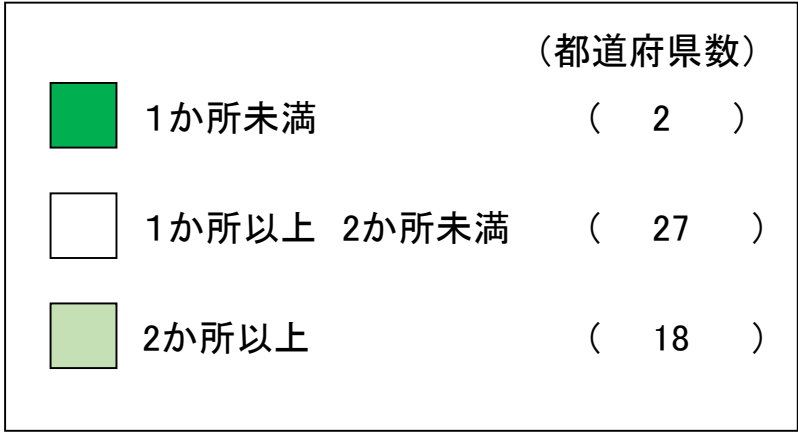 （都道府県数）
１か所未満　（　2　）
１か所以上　2か所未満　（　27　）
2か所以上　（　18　）